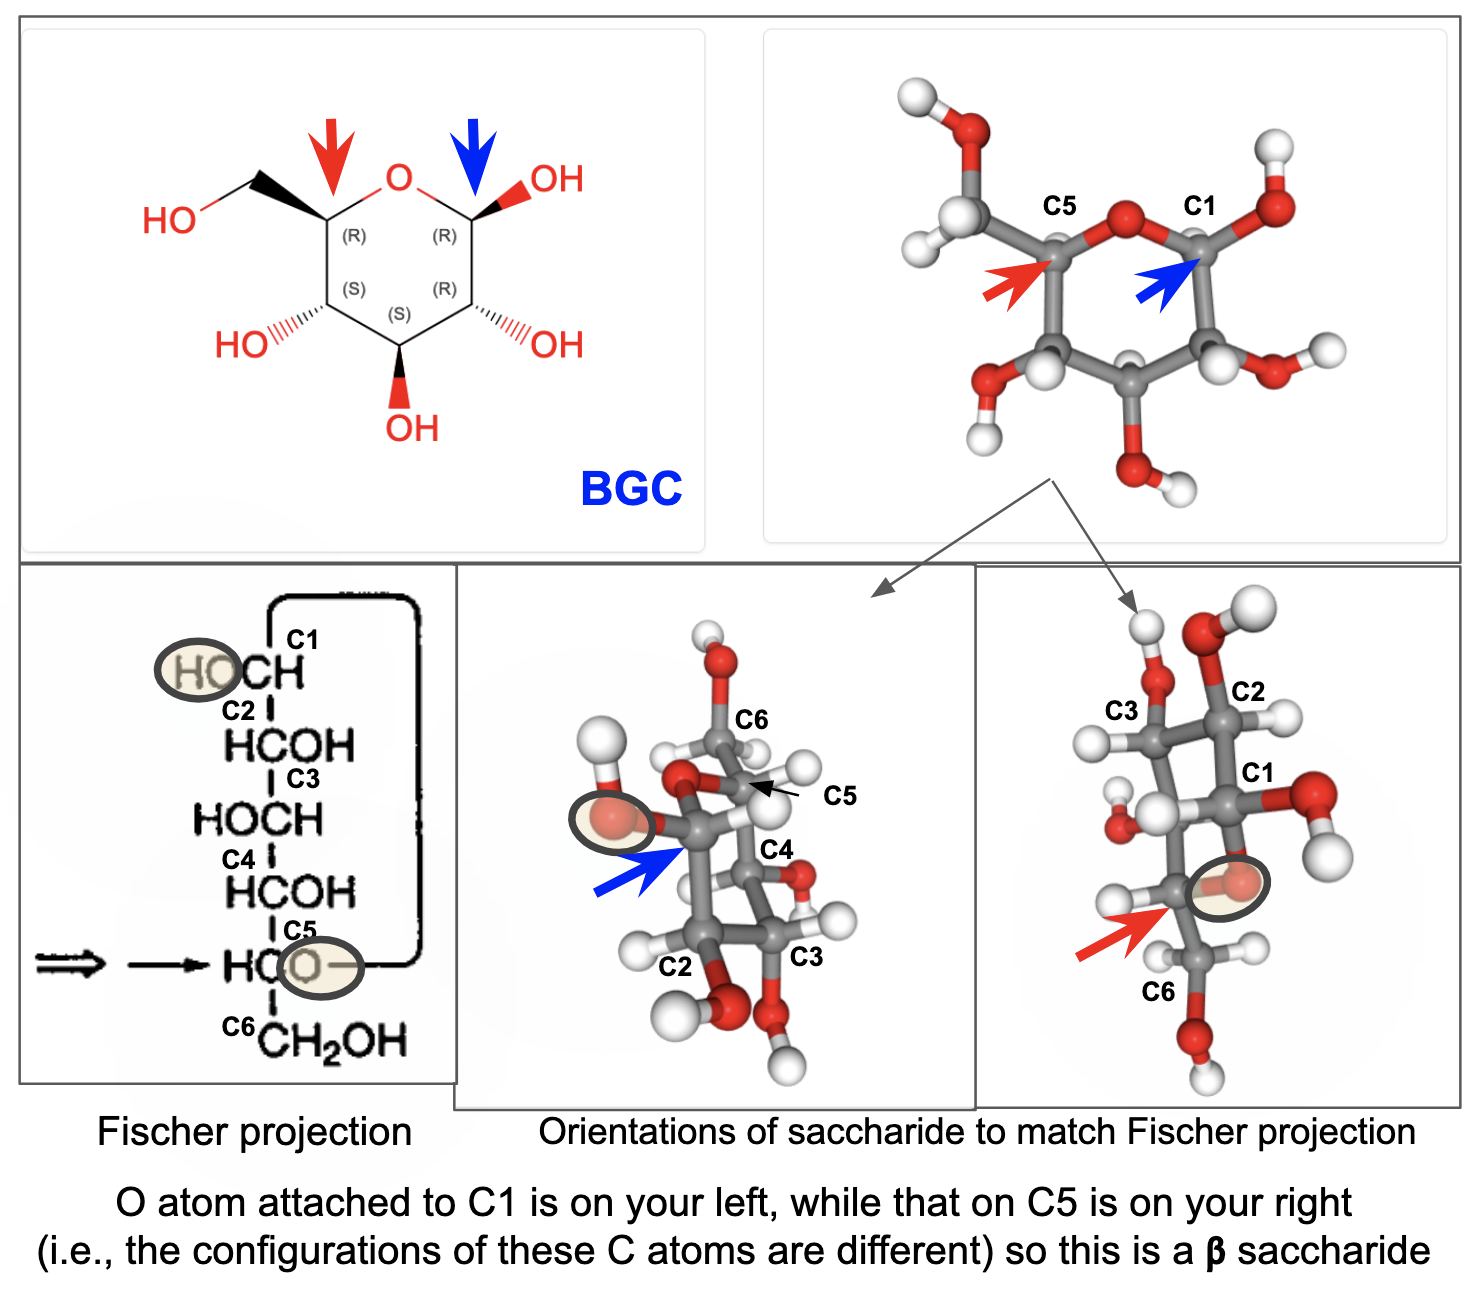 O
OH
HO
(R)
(R)
(S)
(R)
(S)
HO
OH
OH
BGC
C5
C1
C1
HOCH
C2
HCOH
C3
HOCH
C4
HCOH
C5
HCO
C6
CH2OH
C6
C5
C4
C2
C3
C3
C2
C1
C6
Fischer projection
Orientations of saccharide to match Fischer projection
O atom attached to C1 is on your left, while that on C5 is on your right
(i.e., the configurations of these C atoms are different) so this is a β saccharide